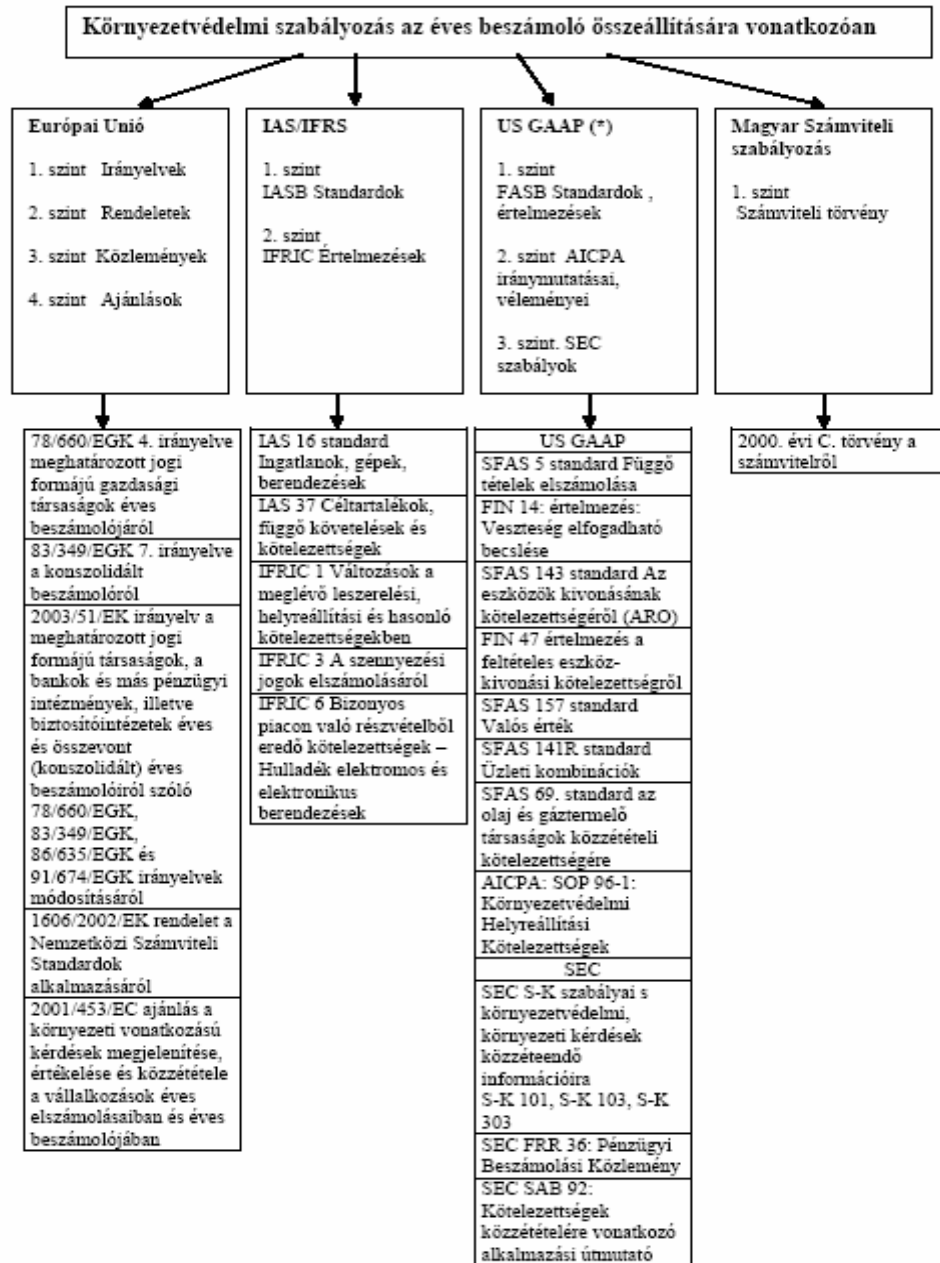 Környezetvédelmi szabályozás az éves beszámoló összeállítására vonatkozóan
Európai Unió
1. szint Irányelvek
2. szint Rendeletek
3. szint Közlemények
4. szint Ajánlások
IAS/IFRS
1. szint
IASB Standardok
2. szint
IFRIC Értelmezések
US GAAP (*)
1. szint
FASB Standardok ,
értelmezések
2. szint AICPA
iránymutatásai,
véleményei
3. szint. SEC
szabályok
Magyar Számviteli
szabályozás
1. szint
Számviteli törvény
78/660/EGK 4. irányelve
meghatározott jogi
formájú gazdasági
társaságok éves
beszámolójáról
83/349/EGK 7. irányelve
a konszolidált
beszámolóról
2003/51/EK irányelv a
meghatározott jogi
formájú társaságok, a
bankok és más pénzügyi
intézmények, illetve
biztosítóintézetek éves
és összevont
(konszolidált) éves
beszámolóiról szóló
78/660/EGK,
83/349/EGK,
86/635/EGK és
91/674/EGK irányelvek
módosításáról
1606/2002/EK rendelet a
Nemzetközi Számviteli
Standardok
alkalmazásáról
2001/453/EC ajánlás a
környezeti vonatkozású
kérdések megjelenítése,
értékelése és közzététele
a vállalkozások éves
elszámolásaiban és éves
beszámolójában
IAS 16 standard
Ingatlanok, gépek,
berendezések
IAS 37 Céltartalékok,
függő követelések és
kötelezettségek
IFRIC 1 Változások a
meglévő leszerelési,
helyreállítási és hasonló
kötelezettségekben
IFRIC 3 A szennyezési
jogok elszámolásáról
IFRIC 6 Bizonyos
piacon való részvételből
eredő kötelezettségek –
Hulladék elektromos és
elektronikus
berendezések
US GAAP
SFAS 5 standard Függő
tételek elszámolása
FIN 14: értelmezés:
Veszteség elfogadható
becslése
SFAS 143 standard Az
eszközök kivonásának
kötelezettségéről (ARO)
FIN 47 értelmezés a
feltételes eszköz-
kivonási kötelezettségről
SFAS 157 standard
Valós érték
SFAS 141R standard
Üzleti kombinációk
SFAS 69. standard az
olaj és gáztermelő
társaságok közzétételi
kötelezettségére
AICPA: SOP 96-1:
Környezetvédelmi
Helyreállítási
Kötelezettségek
SEC
SEC S-K szabályai s
környezetvédelmi,
környezeti kérdések
közzéteendő
információira
S-K 101, S-K 103, S-K
303
SEC FRR 36: Pénzügyi
Beszámolási Közlemény
SEC SAB 92:
Kötelezettségek
közzétételére vonatkozó
alkalmazási útmutató
2000. évi C. törvény a
számvitelről